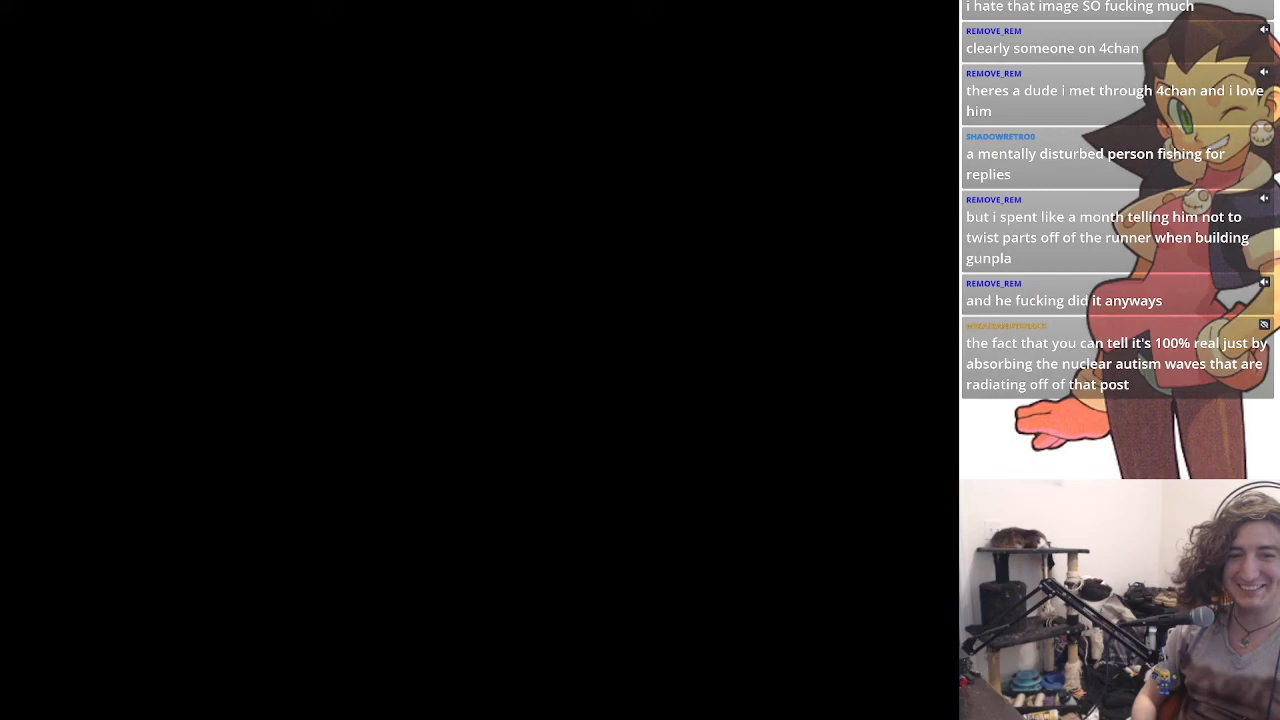 i hate that image SO fucking much
REMOVE_REM
clearly someone on 4chan
REMOVE_REM
theres a dude i met through 4chan and i love
him
SHADOWRETRO0
a mentally disturbed person fishing for
replies
REMOVE_REM
but i spent like a month telling him not to
twist parts off of the runner when building
gunpla
REMOVE_REM
and he fucking did it anyways
the fact that you can tell it's 100% real just by
absorbing the nuclear autism waves that are
radiating off of that post